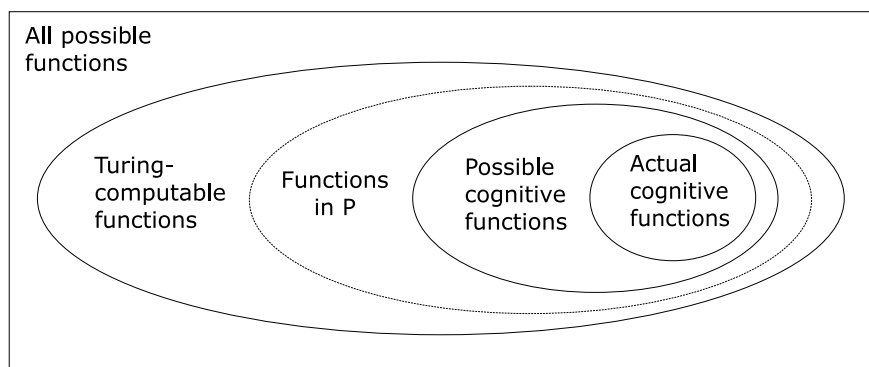 All possible
functions
Turing-
computable
functions
Functions
in P
Possible
cognitive
functions
Actual
cognitive
functions